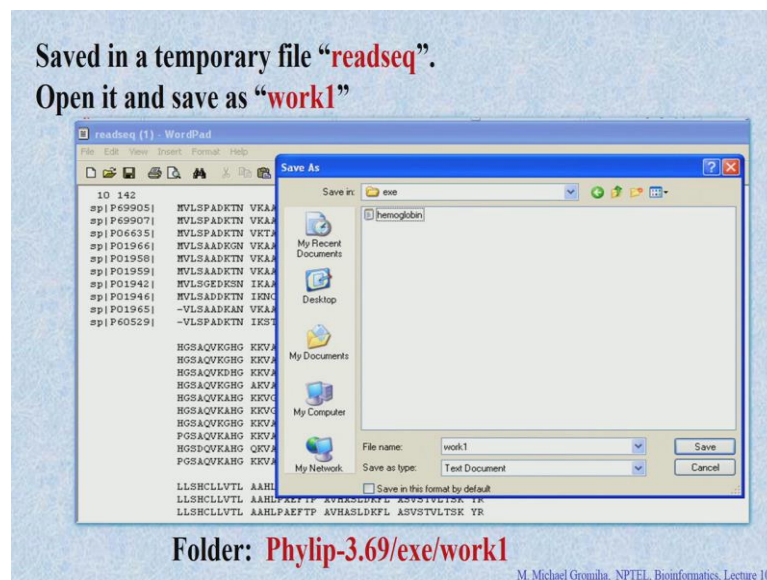 Saved in a temporary file “readseq”.
Open it and save as “work1”
readseq (1) - WordPad
File Edit View Insert Format Help
Save As
Save in: exe
10 142
sp|P69905| MVLSPADKTN VKAA
sp|P69907| MVLSPADKTN VKAA
sp|P06635| MVLSPADKTN VKTA
sp|P01966| MVLSAADKGN VKAA
sp|P01958| MVLSAADKTN VKAA
sp|P01959| MVLSAADKTN VKAA
sp|P01942| MVLSGEDKSN IKAA
sp|P01946| MVLSADDKTN IKNC
sp|P01965| -VLSAADKAN VKAA
sp|P60529| -VLSPADKTN IKST
hemoglobin
My Recent Documents
Desktop
My Documents
My Computer
My Network
HGSAQVKGHG KKVA
HGSAQVKGHG KKVA
HGSAQVKDHG KKVA
HGSAQVKGHG AKVA
HGSAQVKAHG KKVG
HGSAQVKAHG KKVG
HGSAQVKGHG KKVA
PGSAQVKAHG KKVA
HGSDQVKAHG QKVA
PGSAQVKAHG KKVA
File name: work1
Save
Save as type: Text Document
Cancel
Save in this format by default
LLSHCLLVTL AAHL
LLSHCLLVTL AAHLPAEFTP AVHASLDKFL ASVSTVLTSK YR
LLSHCLLVTL AAHLPAEFTP AVHASLDKFL ASVSTVLTSK YR
Folder: Phylip-3.69/exe/work1
M. Michael Gromiha, NPTEL, Bioinformatics, Lecture